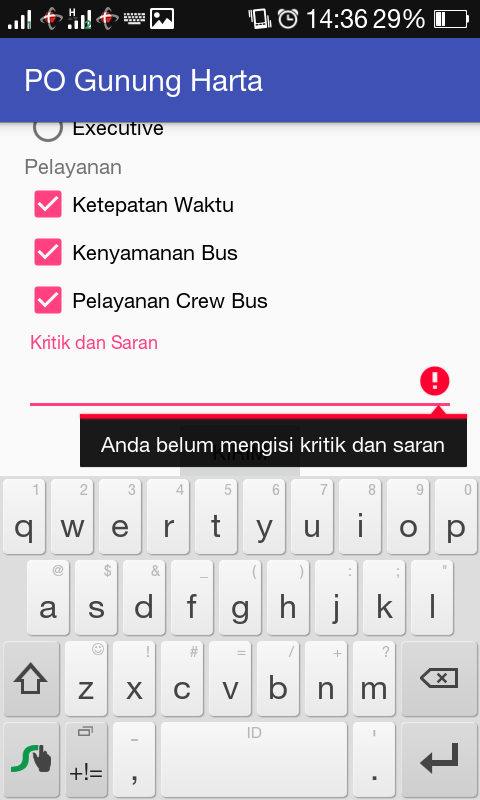 H
2
14:36 29%
PO Gunung Harta
Executive
Pelayanan
Ketepatan Waktu
Kenyamanan Bus
Pelayanan Crew Bus
Kritik dan Saran
Anda belum mengisi kritik dan saran
1 2 3 4 5 6 7 8 9 0
q w e r t y u i o p
@ $ & _ ( ) : ; "
a s d f g h j k l
! # = / + ?
z x c v b n m
- ID '
+!= , .